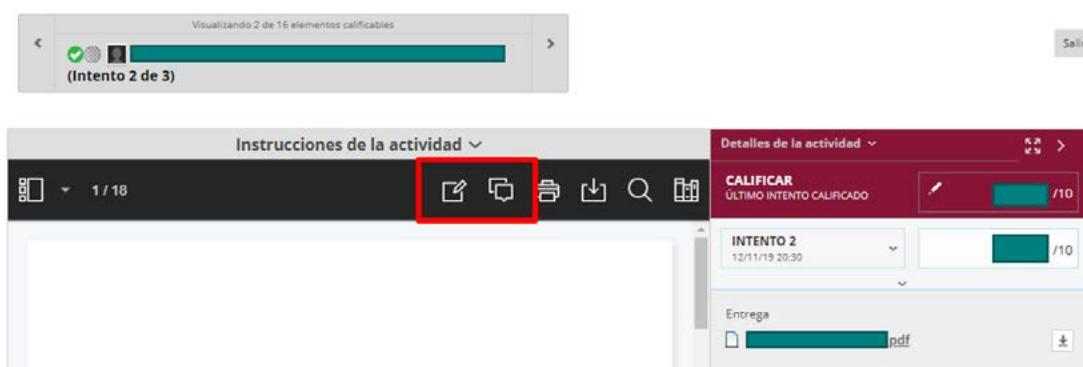 Visualizando 2 de 16 elementos calificables
(Intento 2 de 3)
Instrucciones de la actividad
1 / 18
Detalles de la actividad
CALIFICAR
ÚLTIMO INTENTO CALIFICADO
/10
INTENTO 2
12/11/19 20:30
/10
Entrega
pdf